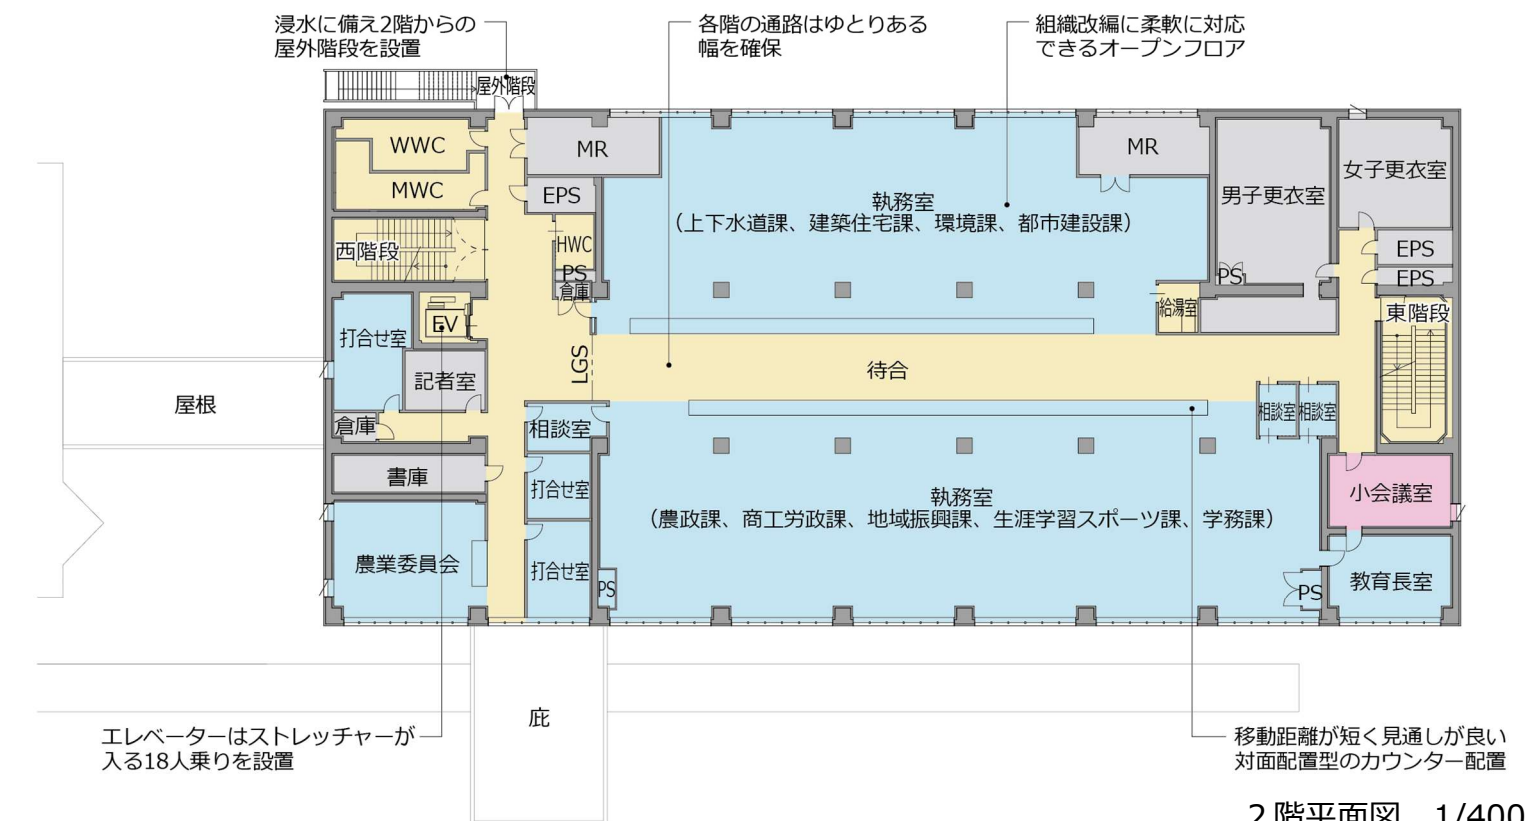 浸水に備え2階からの
屋外階段を設置
各階の通路はゆとりある
幅を確保
組織改編に柔軟に対応
できるオープンフロア
屋外階段
WWC
MR
MR
女子更衣室
MWC
EPS
執務室
男子更衣室
(上下水道課、建築住宅課、環境課、都市建設課)
西階段
HWC
EPS
PS
PS
EPS
倉庫
給湯室
東階段
EV
打合せ室
LGS
待合
記者室
屋根
倉庫
相談室
相談室
相談室
書庫
打合せ室
執務室
(農政課、商工労政課、地域振興課、生涯学習スポーツ課、学務課)
小会議室
農業委員会
打合せ室
PS
PS
教育長室
庇
エレベーターはストレッチャーが
入る18人乗りを設置
移動距離が短く見通しが良い
対面配置型のカウンター配置
2階平面図 1/400